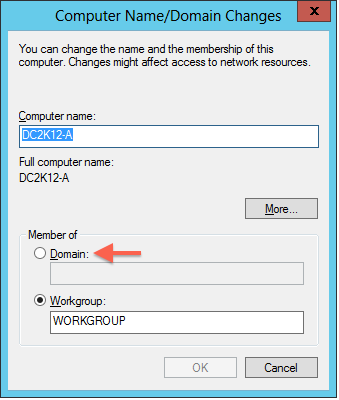 Computer Name/Domain Changes
You can change the name and the membership of this
computer. Changes might affect access to network resources.
Computer name:
DC2K12-A
Full computer name:
DC2K12-A
More...
Member of
Domain:
Workgroup:
WORKGROUP
OK
Cancel